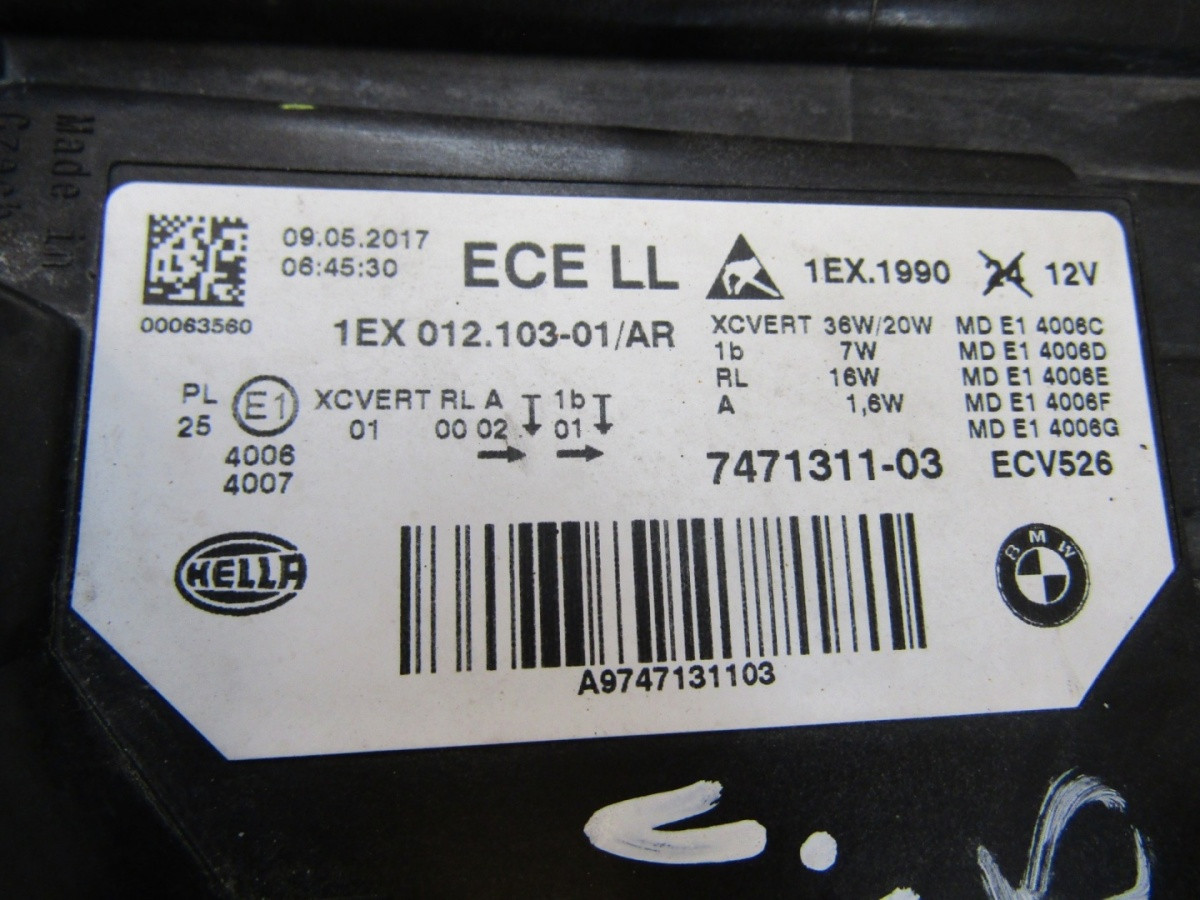 Made in
Czech
09.05.2017
06:45:30
00063560
ECE LL
1EX.1990
24 12V
1EX 012.103-01/AR
XCVERT 36W/20W MD E1 4006C
1b 7W MD E1 4006D
RL 16W MD E1 4006E
A 1,6W MD E1 4006F
MD E1 4006G
PL
25
E1
XCVERT RL A 1b
01 00 02 01
4006
4007
7471311-03 ECV526
HELLA
BMW
A9747131103